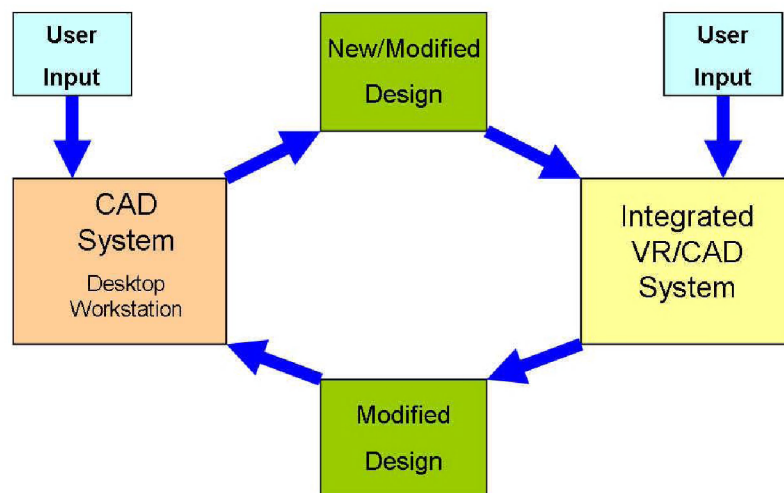 User
Input
New/Modified
Design
User
Input
CAD
System
Desktop
Workstation
Integrated
VR/CAD
System
Modified
Design